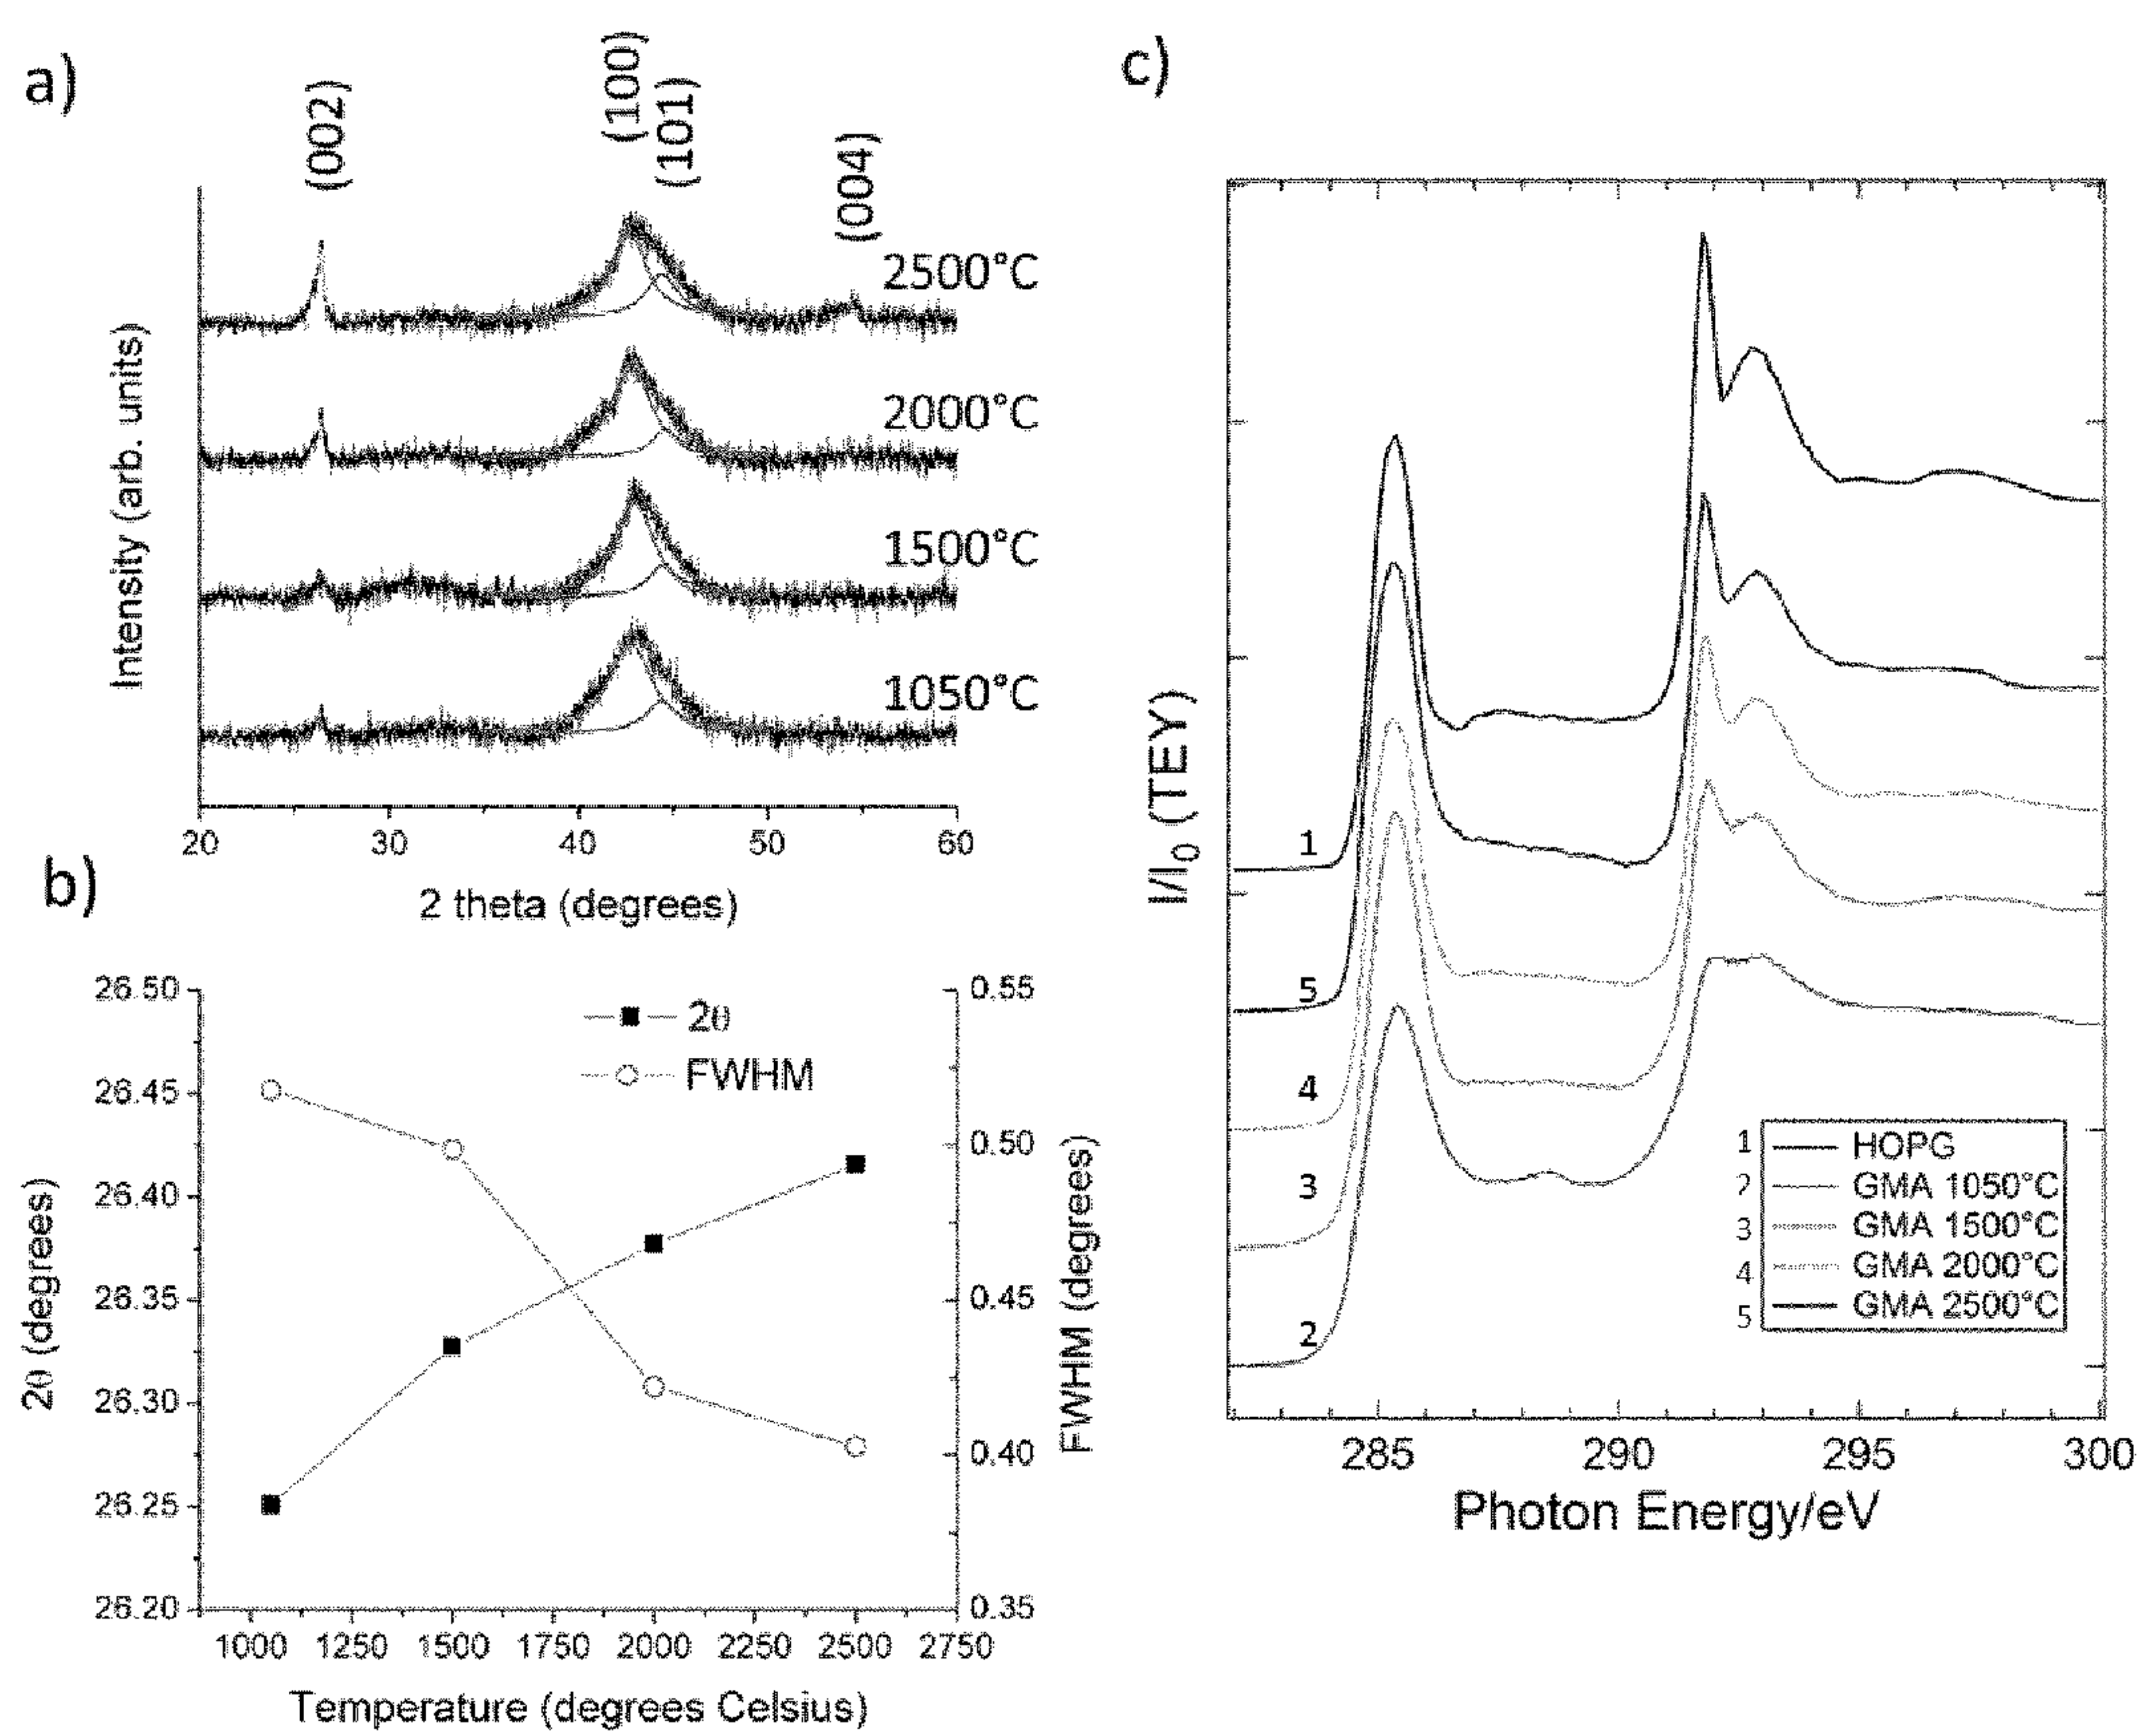 a)
(002)
(100)
(101)
(004)
2500°C
2000°C
1500°C
1050°C
Intensity (arb. units)
20 30 40 50 60
2 theta (degrees)
b)
26.50
26.45
26.40
26.35
26.30
26.25
26.20
2θ (degrees)
2θ
FWHM
0.55
0.50
0.45
0.40
0.35
FWHM (degrees)
1000 1250 1500 1750 2000 2250 2500 2750
Temperature (degrees Celsius)
c)
I/I0 (TEY)
1
5
4
3
2
1 HOPG
2 GMA 1050°C
3 GMA 1500°C
4 GMA 2000°C
5 GMA 2500°C
285 290 295 300
Photon Energy/eV